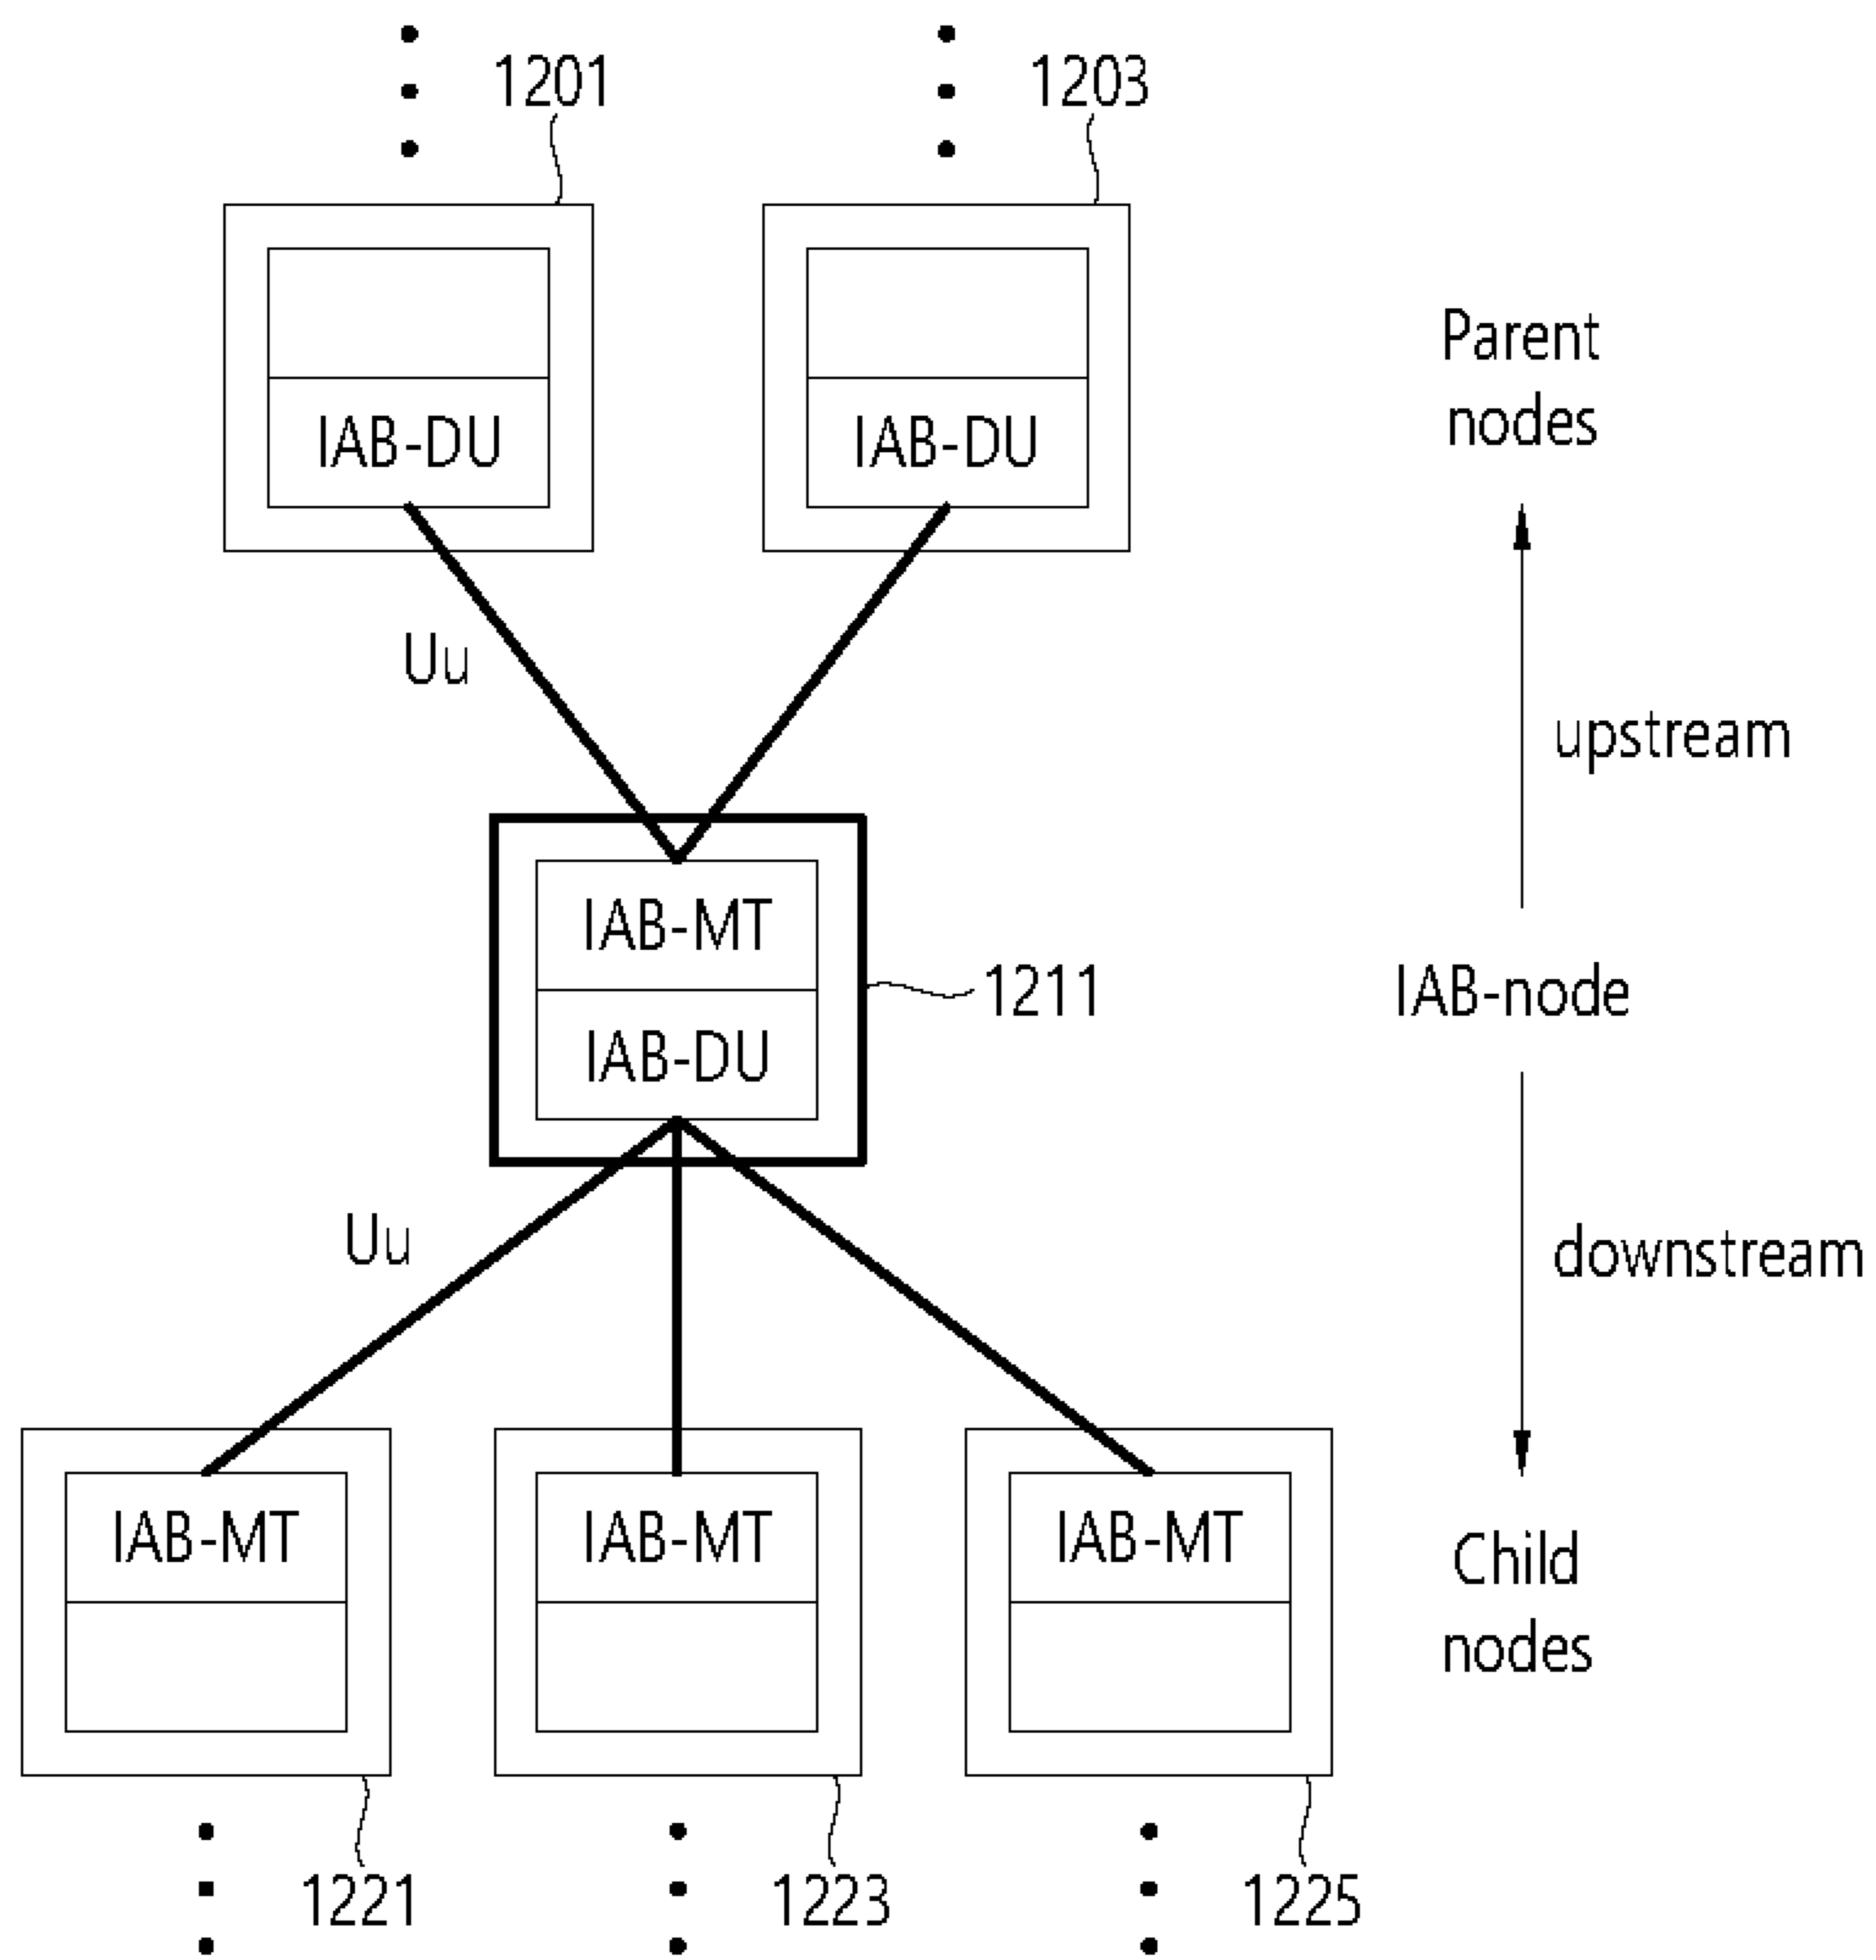 1201
1203
IAB-DU
IAB-DU
Parent
nodes
Uu
upstream
IAB-MT
IAB-DU
1211
IAB-node
Uu
downstream
IAB-MT
IAB-MT
IAB-MT
Child
nodes
1221
1223
1225